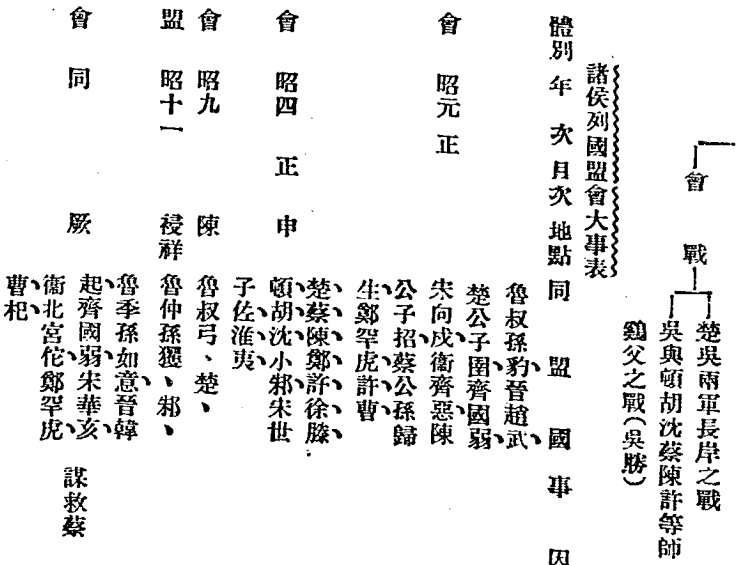 會戰
楚吳兩軍長岸之戰
吳與頓胡沈蔡陳許等師
鷄父之戰(吳勝)
諸侯列國盟會大事表
體別 年次 月次 地點 同盟國 事因
會 昭元 正
魯叔孫豹、晉趙武、
楚公子圍、齊國弱、
宋向戌、衞齊惡、陳
公子招、蔡公孫歸
生、鄭罕虎、許、曹
會 昭四 正 申
楚、蔡、陳、鄭、許、徐、滕、
頓、胡、沈、小邾、宋世
子佐、淮夷、
會 昭九 陳 魯叔弓、楚、
盟 昭十一 祲祥 魯仲孫貜、邾、
會 同 厥
魯季孫如意、晉韓
起、齊國弱、宋華亥、
衞北宮佗、鄭罕虎、
曹、杞、
謀救蔡